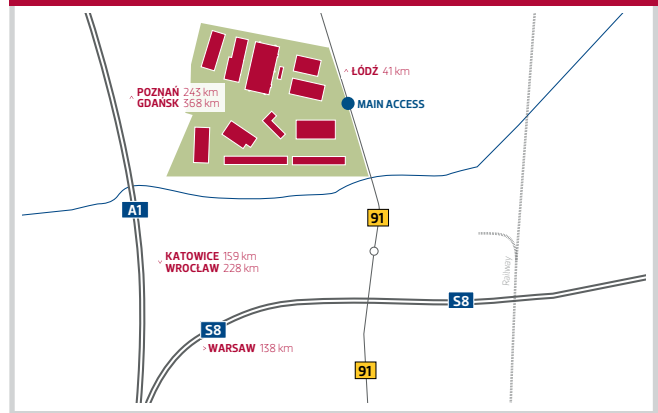 ^ ŁÓDŹ 41 km
^ POZNAŃ 243 km
GDAŃSK 368 km
MAIN ACCESS
A1
91
KATOWICE 159 km
WROCŁAW 228 km
Railway
S8
S8
> WARSAW 138 km
91